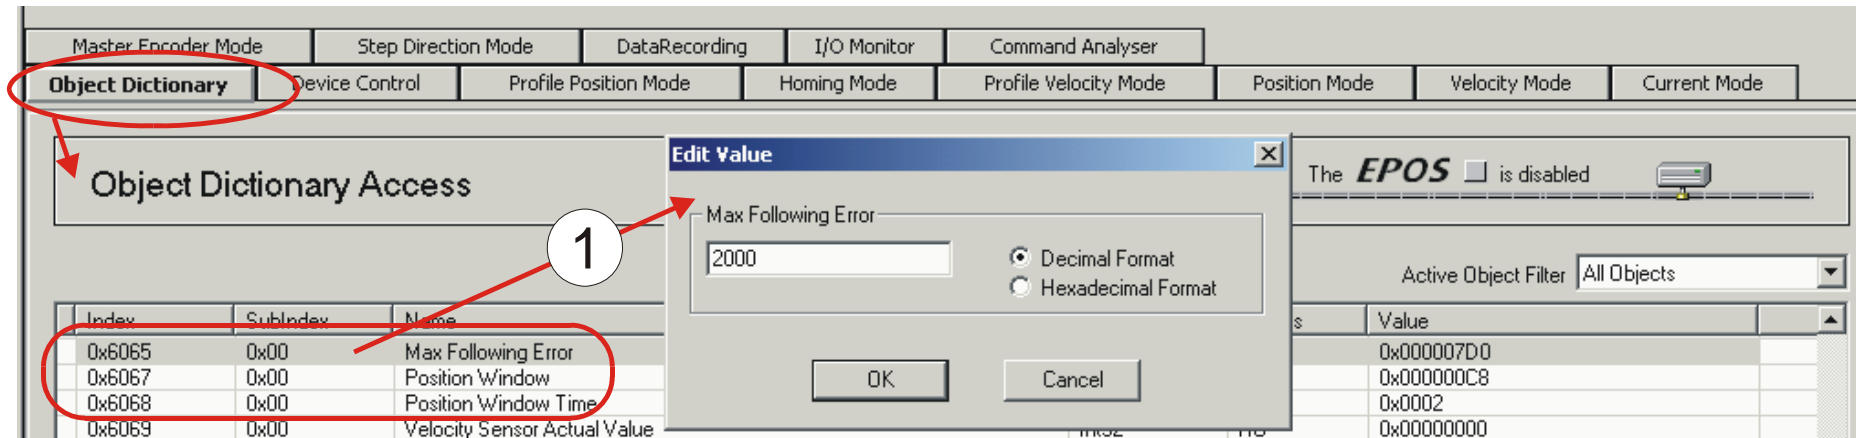 Master Encoder Mode Step Direction Mode DataRecording I/O Monitor Command Analyser
Object Dictionary Device Control Profile Position Mode Homing Mode Profile Velocity Mode Position Mode Velocity Mode Current Mode
Edit Value
Object Dictionary Access
The EPOS is disabled
Max Following Error
1
2000
Decimal Format
Hexadecimal Format
Active Object Filter All Objects
Index SubIndex Name s Value
0x6065 0x00 Max Following Error 0x000007D0
0x6067 0x00 Position Window 0x000000C8
0x6068 0x00 Position Window Time 0x0002
0x6069 0x00 Velocity Sensor Actual Value Int32 0x00000000
OK Cancel